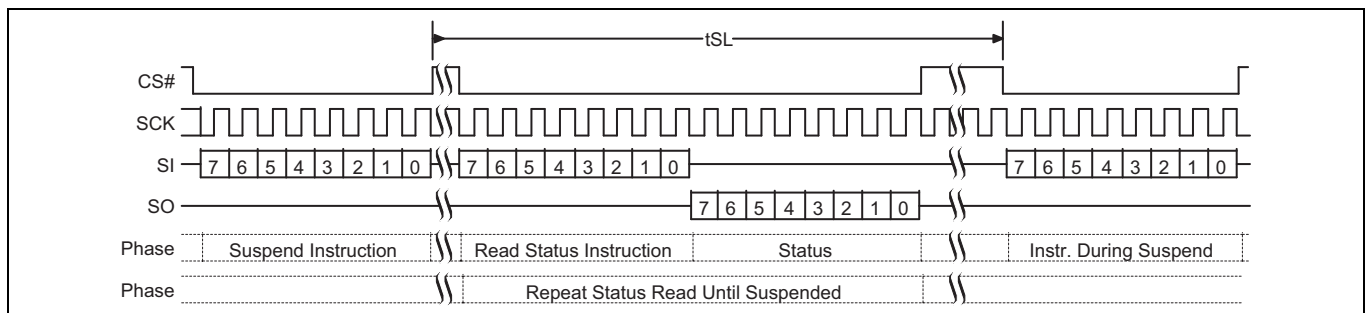 tSL
CS#
SCK
SI 7 6 5 4 3 2 1 0 7 6 5 4 3 2 1 0 7 6 5 4 3 2 1 0
SO 7 6 5 4 3 2 1 0
Phase Suspend Instruction Read Status Instruction Status Instr. During Suspend
Phase Repeat Status Read Until Suspended